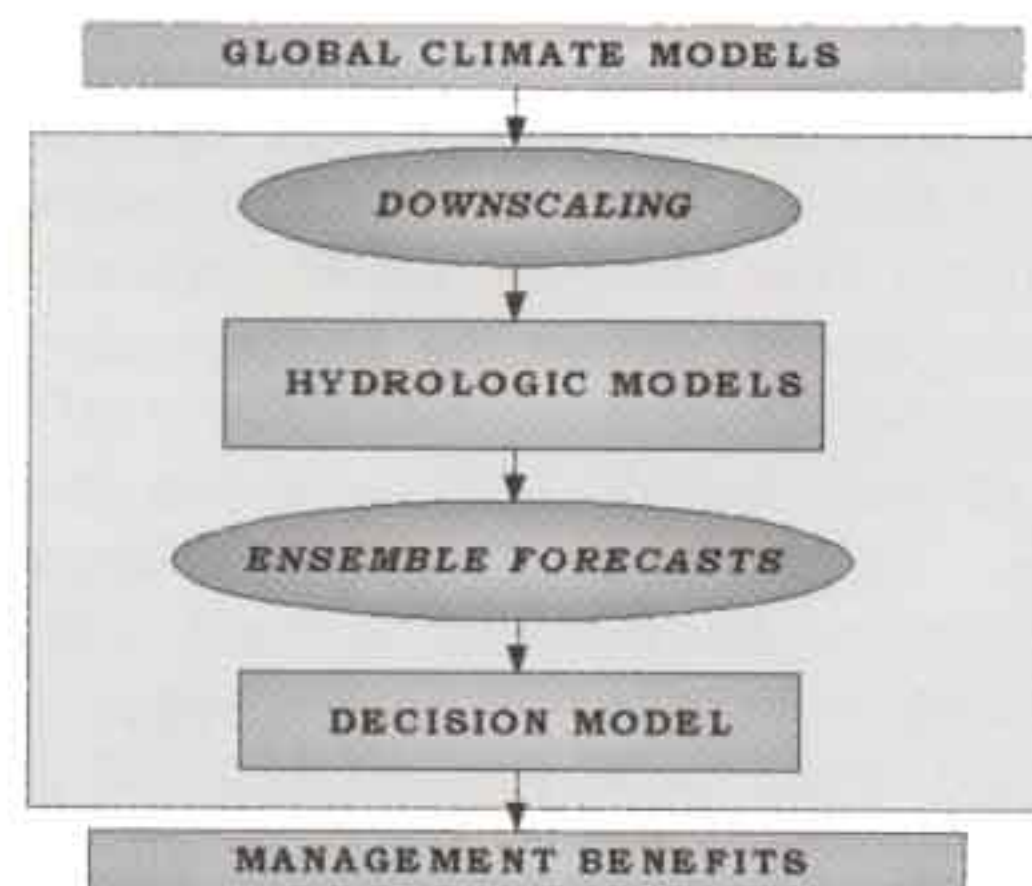 GLOBAL CLIMATE MODELS
DOWNSCALING
HYDROLOGIC MODELS
ENSEMBLE FORECASTS
DECISION MODEL
MANAGEMENT BENEFITS